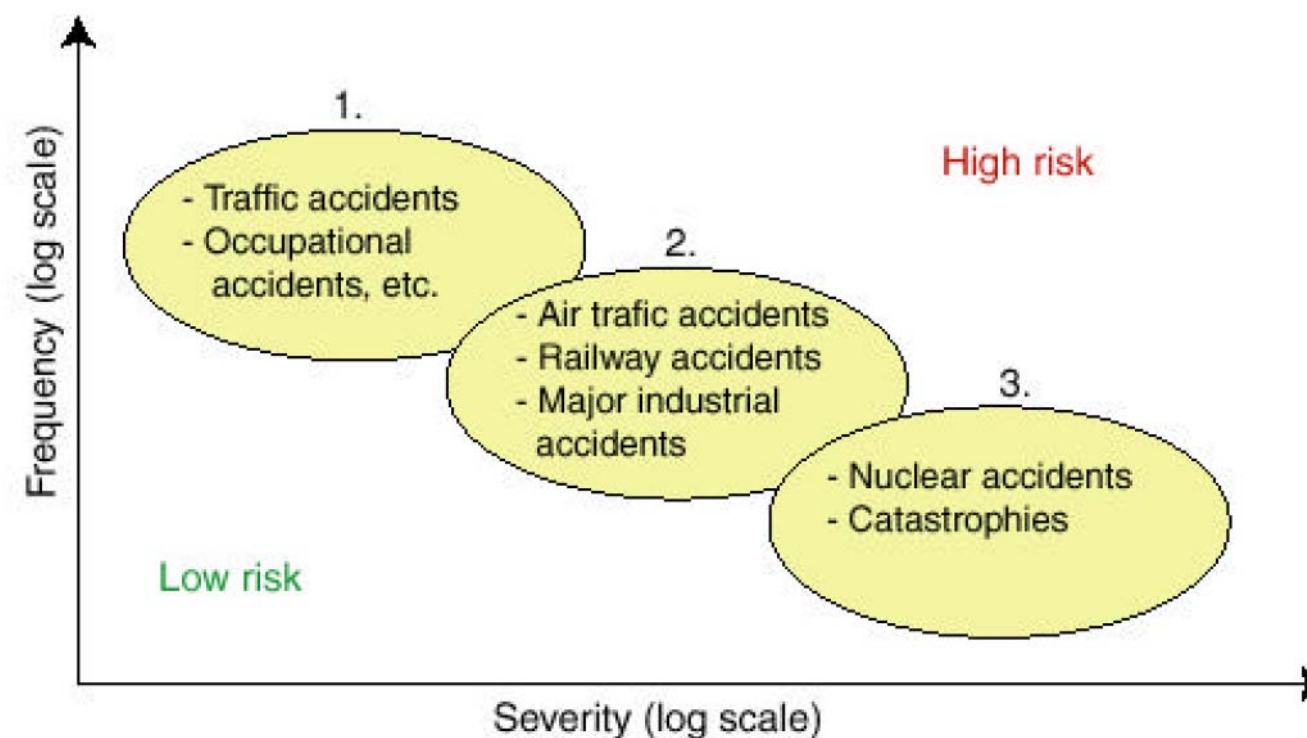 1.
- Traffic accidents
- Occupational
accidents, etc.
High risk
2.
- Air trafic accidents
- Railway accidents
- Major industrial
accidents
3.
- Nuclear accidents
- Catastrophies
Low risk
Frequency (log scale)
Severity (log scale)